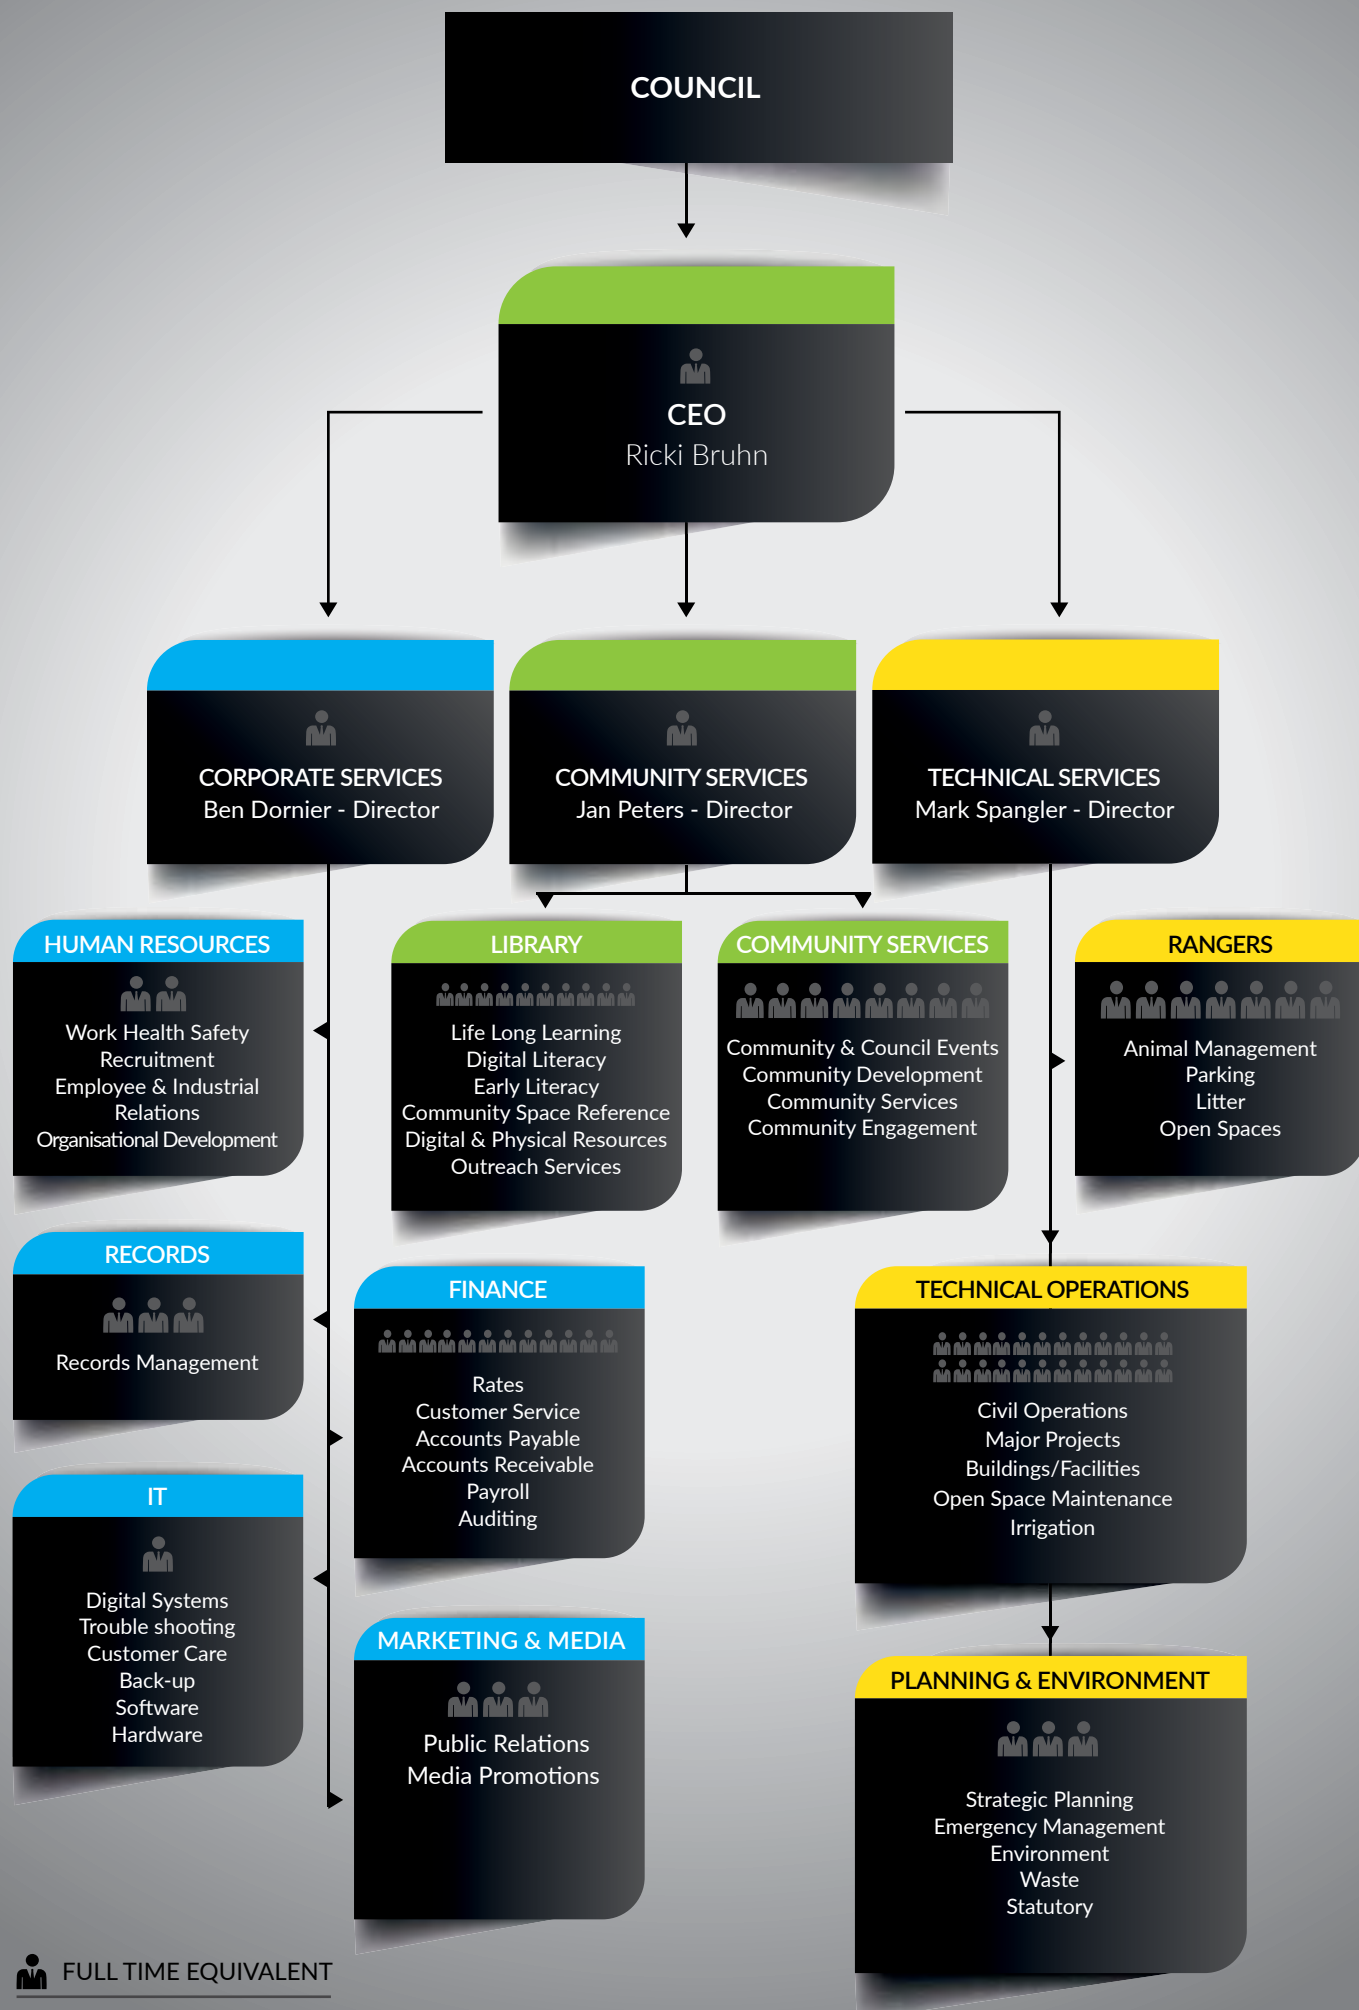 COUNCIL
CEO
Ricki Bruhn
CORPORATE SERVICES
Ben Dornier - Director
COMMUNITY SERVICES
Jan Peters - Director
TECHNICAL SERVICES
Mark Spangler - Director
HUMAN RESOURCES
Work Health Safety
Recruitment
Employee & Industrial
Relations
Organisational Development
LIBRARY
Life Long Learning
Digital Literacy
Early Literacy
Community Space Reference
Digital & Physical Resources
Outreach Services
COMMUNITY SERVICES
Community & Council Events
Community Development
Community Services
Community Engagement
RANGERS
Animal Management
Parking
Litter
Open Spaces
RECORDS
Records Management
FINANCE
Rates
Customer Service
Accounts Payable
Accounts Receivable
Payroll
Auditing
TECHNICAL OPERATIONS
Civil Operations
Major Projects
Buildings/Facilities
Open Space Maintenance
Irrigation
IT
Digital Systems
Trouble shooting
Customer Care
Back-up
Software
Hardware
MARKETING & MEDIA
Public Relations
Media Promotions
PLANNING & ENVIRONMENT
Strategic Planning
Emergency Management
Environment
Waste
Statutory
FULL TIME EQUIVALENT